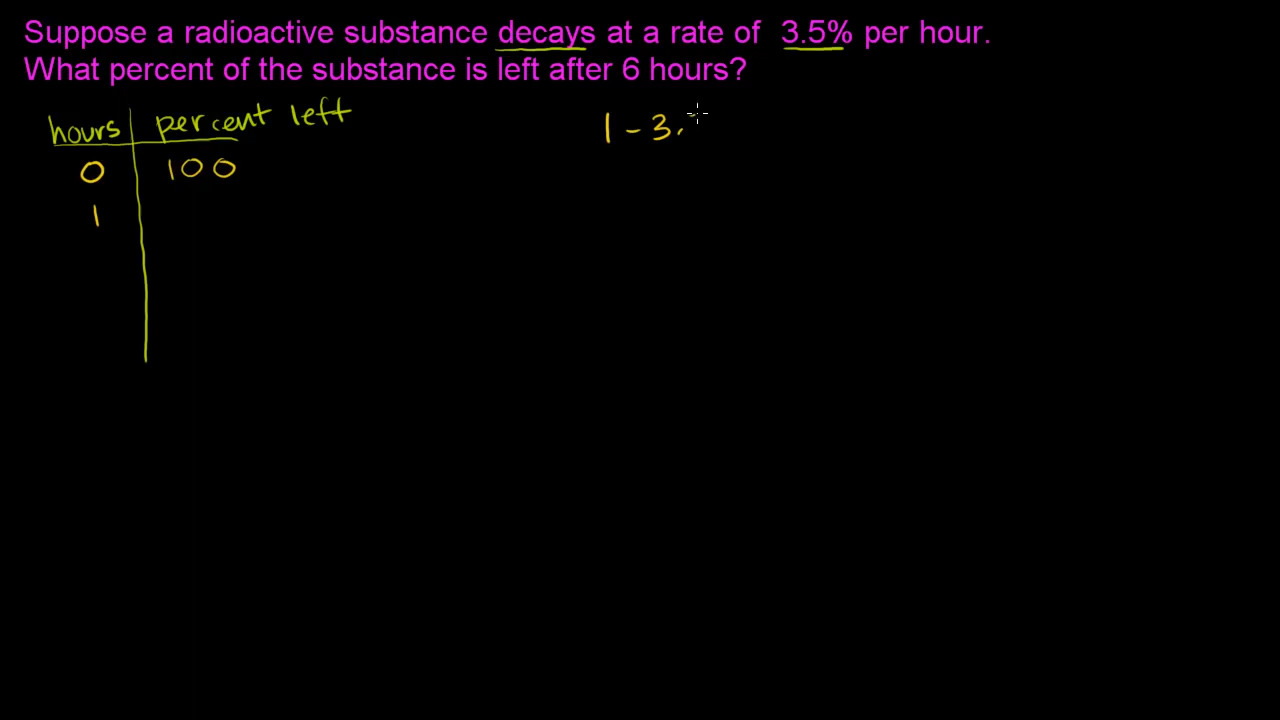 Suppose a radioactive substance decays at a rate of 3.5% per hour.
What percent of the substance is left after 6 hours?
hours percent left
0 100
1
1 - 3.